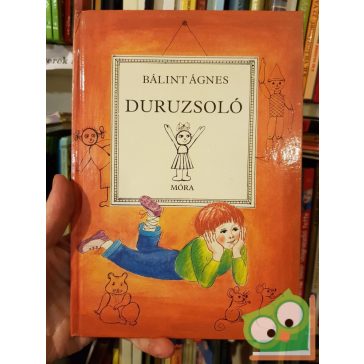 BÁLINT ÁGNES
DURUZSOLÓ
MÓRA